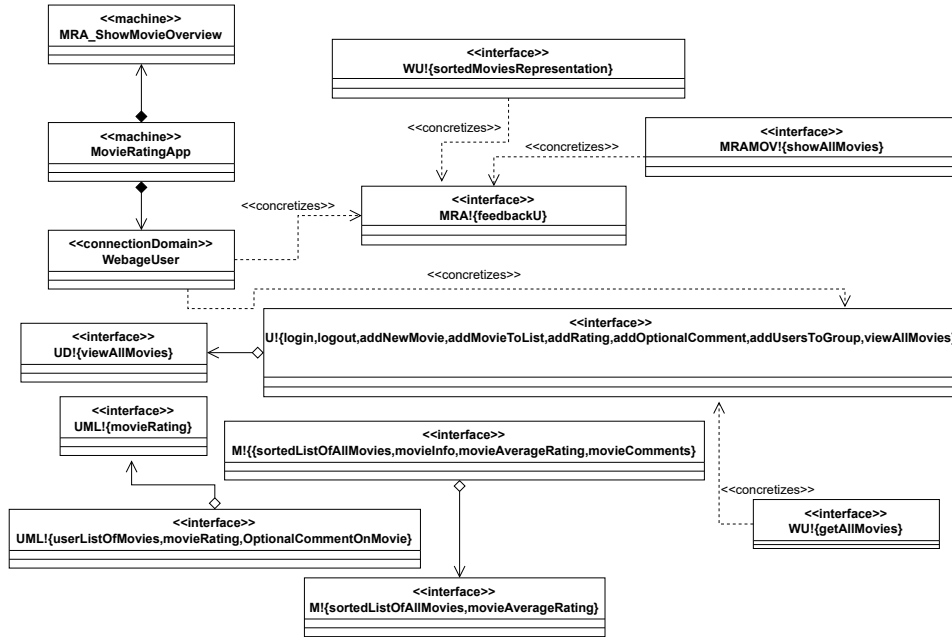 <<machine>>
MRA_ShowMovieOverview
<<interface>>
WU!{sortedMoviesRepresentation}
<<machine>>
MovieRatingApp
<<concretizes>>
<<interface>>
MRAMOV!{showAllMovies}
<<concretizes>>
<<interface>>
MRA!{feedbackU}
<<concretizes>>
<<connectionDomain>>
WebageUser
<<concretizes>>
<<interface>>
U!{login,logout,addNewMovie,addMovieToList,addRating,addOptionalComment,addUsersToGroup,viewAllMovies}
<<interface>>
UD!{viewAllMovies}
<<interface>>
UML!{movieRating}
<<interface>>
M!{{sortedListOfAllMovies,movieInfo,movieAverageRating,movieComments}
<<concretizes>>
<<interface>>
WU!{getAllMovies}
<<interface>>
UML!{userListOfMovies,movieRating,OptionalCommentOnMovie}
<<interface>>
M!{sortedListOfAllMovies,movieAverageRating}